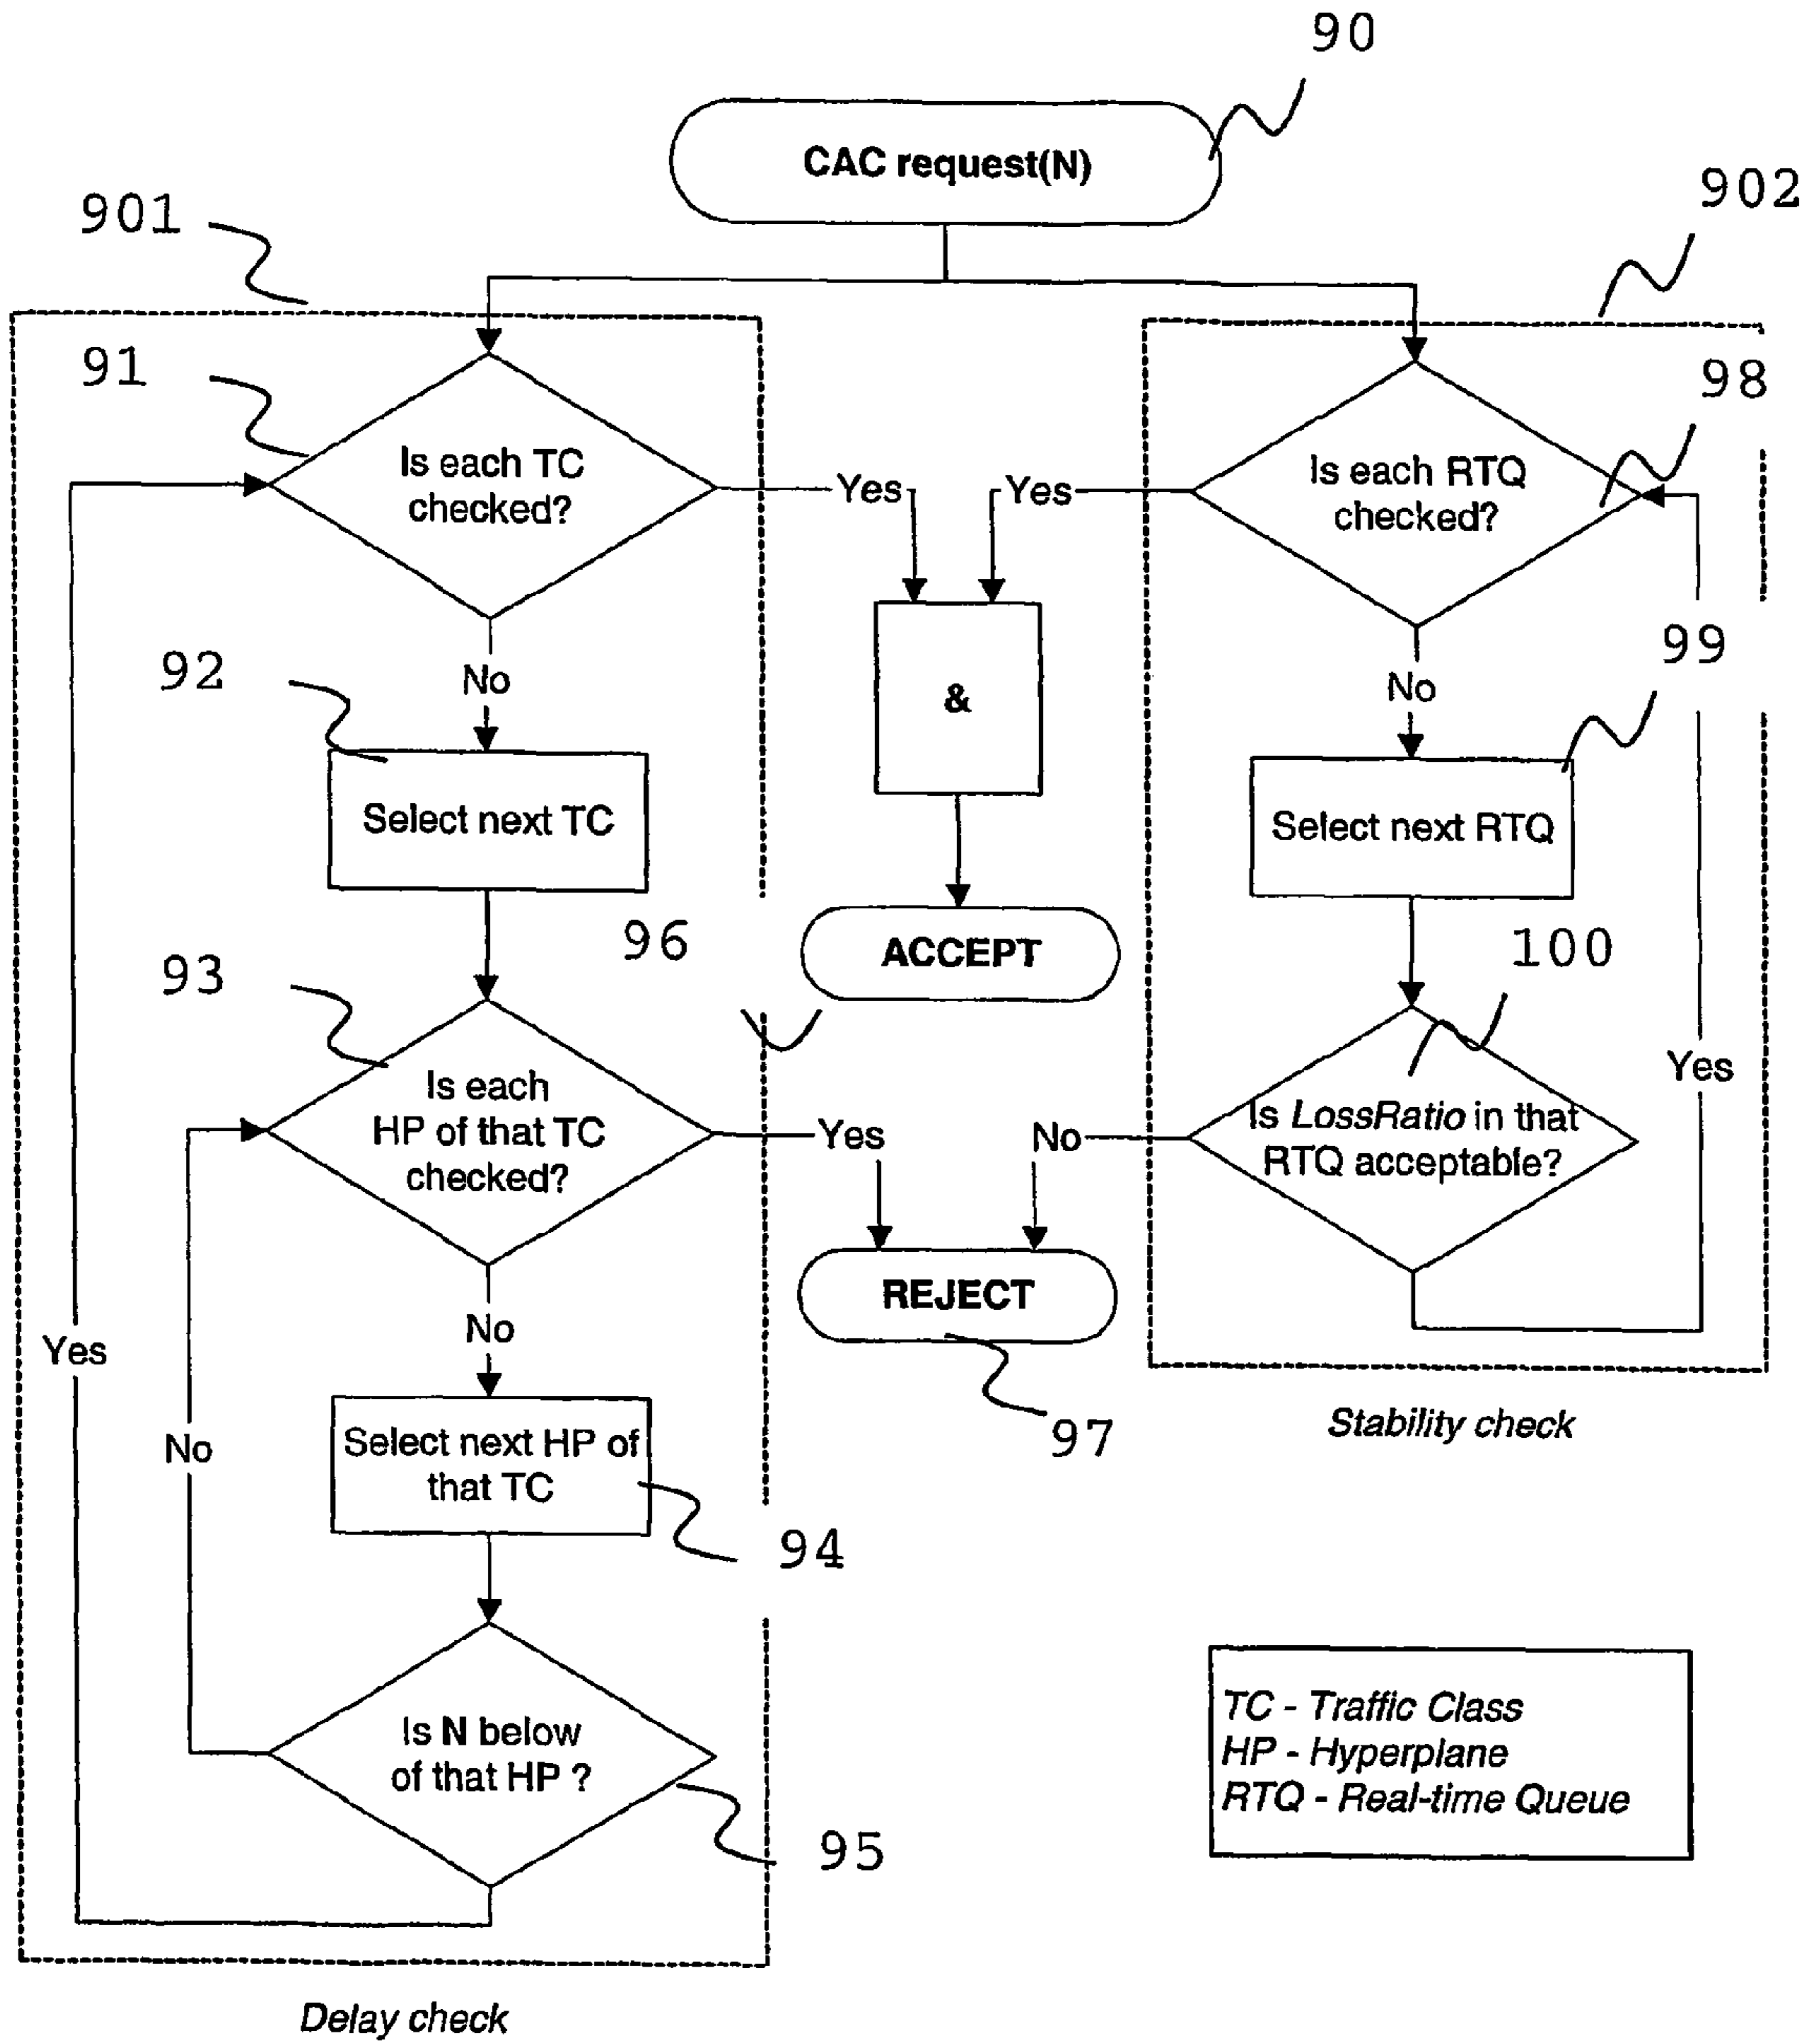 90
CAC request(N)
901
902
91
98
Is each TC
checked?
Yes
Yes
Is each RTQ
checked?
92
No
&
No
99
Select next TC
Select next RTQ
96
ACCEPT
100
93
Is each
HP of that TC
checked?
Yes
No
Is LossRatio in that
RTQ acceptable?
Yes
REJECT
97
No
Yes
No
Select next HP of
that TC
94
Stability check
Is N below
of that HP ?
95
TC - Traffic Class
HP - Hyperplane
RTQ - Real-time Queue
Delay check